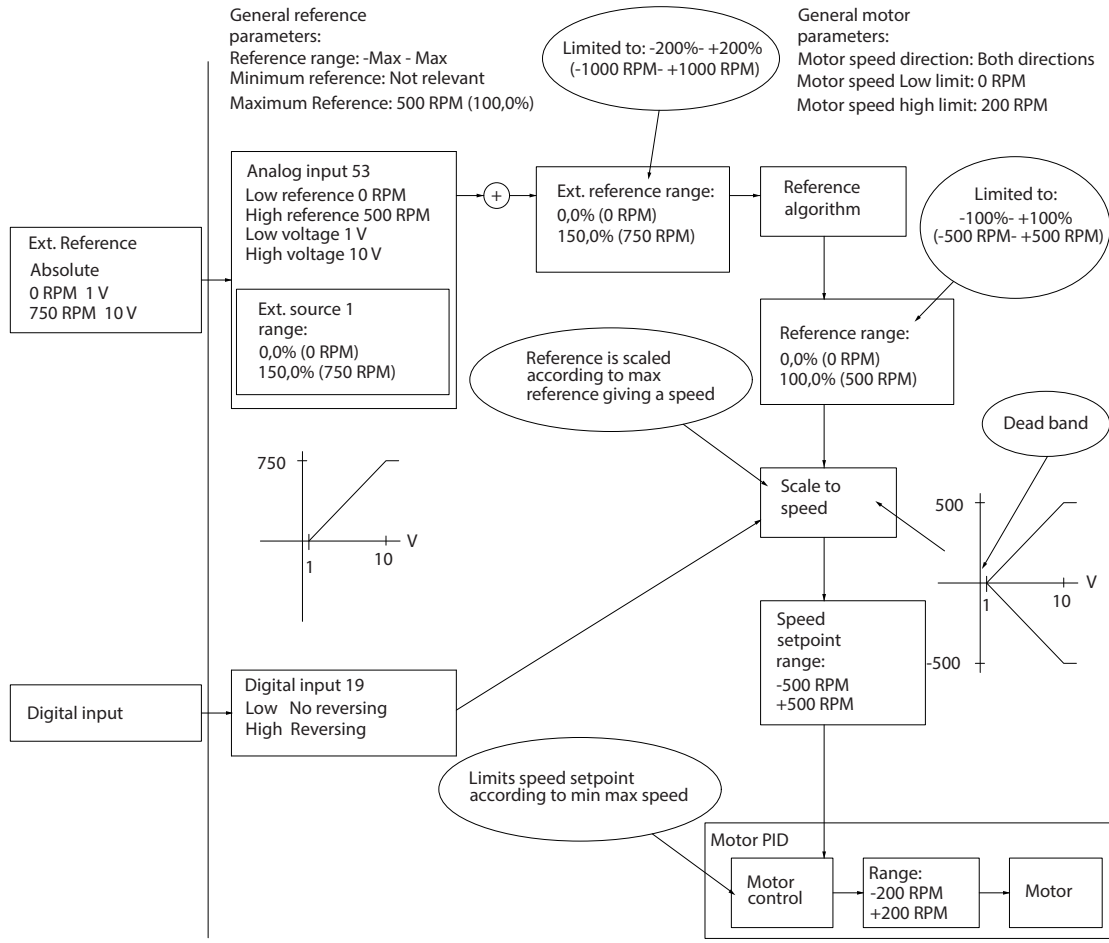 General reference
parameters:
Reference range: -Max - Max
Minimum reference: Not relevant
Maximum Reference: 500 RPM (100,0%)
Limited to: -200%- +200%
(-1000 RPM- +1000 RPM)
General motor
parameters:
Motor speed direction: Both directions
Motor speed Low limit: 0 RPM
Motor speed high limit: 200 RPM
Ext. Reference
Absolute
0 RPM 1 V
750 RPM 10 V
Analog input 53
Low reference 0 RPM
High reference 500 RPM
Low voltage 1 V
High voltage 10 V
Ext. source 1
range:
0,0% (0 RPM)
150,0% (750 RPM)
+
Ext. reference range:
0,0% (0 RPM)
150,0% (750 RPM)
Reference
algorithm
Limited to:
-100%- +100%
(-500 RPM- +500 RPM)
Reference range:
0,0% (0 RPM)
100,0% (500 RPM)
Reference is scaled
according to max
reference giving a speed
Dead band
750
1
10
V
Scale to
speed
500
1
10
V
-500
Speed
setpoint
range:
-500 RPM
+500 RPM
Digital input
Digital input 19
Low No reversing
High Reversing
Limits speed setpoint
according to min max speed
Motor PID
Motor
control
Range:
-200 RPM
+200 RPM
Motor